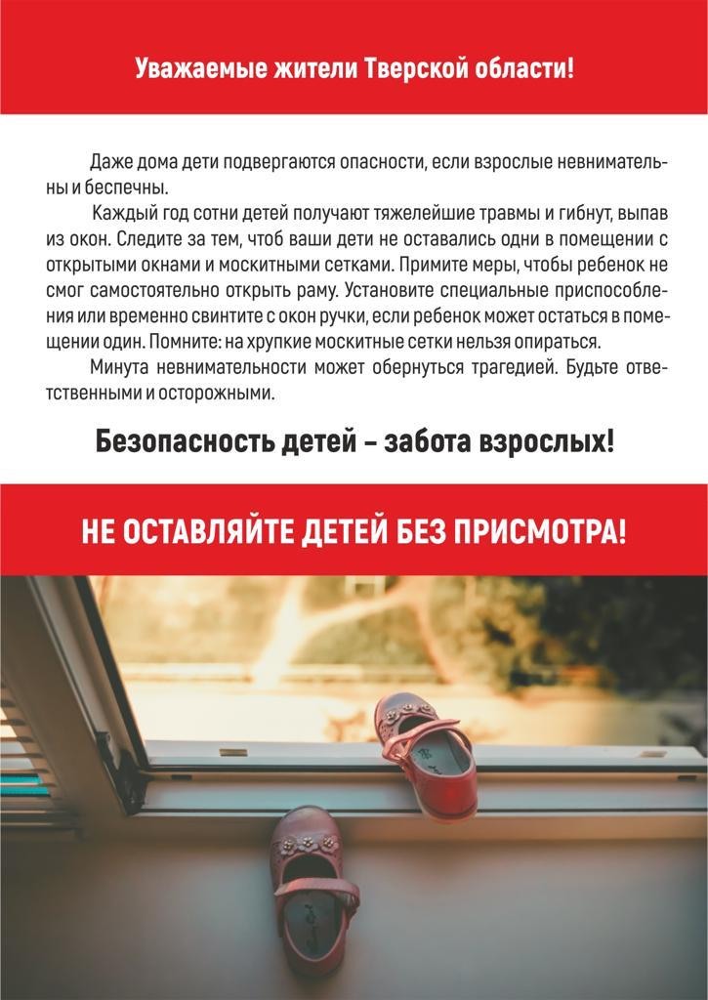 Уважаемые жители Тверской области!
Даже дома дети подвергаются опасности, если взрослые невниматель-
ны и беспечны.
Каждый год сотни детей получают тяжелейшие травмы и гибнут, выпав
из окон. Следите за тем, чтоб ваши дети не оставались одни в помещении с
открытыми окнами и москитными сетками. Примите меры, чтобы ребенок не
смог самостоятельно открыть раму. Установите специальные приспособле-
ния или временно свинтите с окон ручки, если ребенок может остаться в поме-
щении один. Помните: на хрупкие москитные сетки нельзя опираться.
Минута невнимательности может обернуться трагедией. Будьте отве-
тственными и осторожными.
Безопасность детей – забота взрослых!
НЕ ОСТАВЛЯЙТЕ ДЕТЕЙ БЕЗ ПРИСМОТРА!